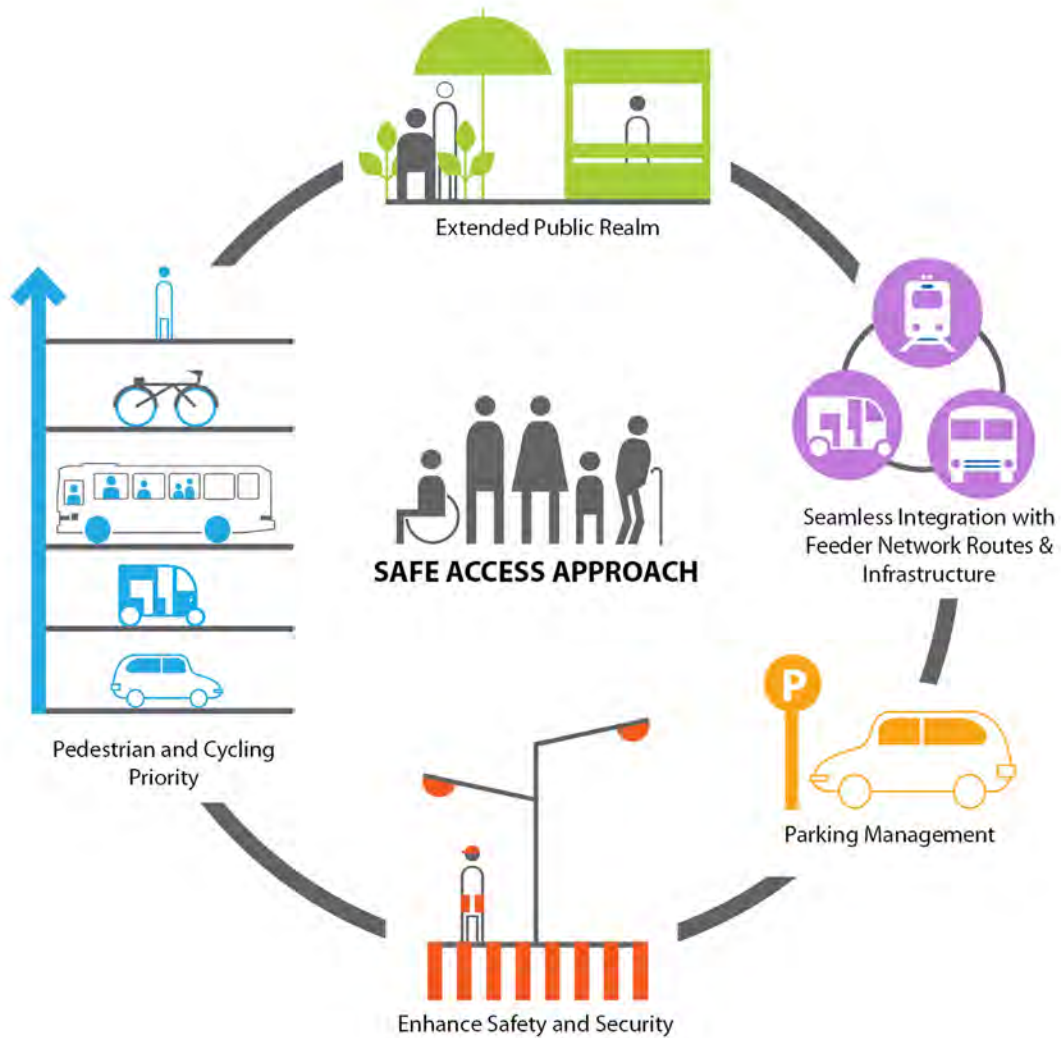 Extended Public Realm
Seamless Integration with
Feeder Network Routes &
Infrastructure
SAFE ACCESS APPROACH
Pedestrian and Cycling
Priority
P
Parking Management
Enhance Safety and Security